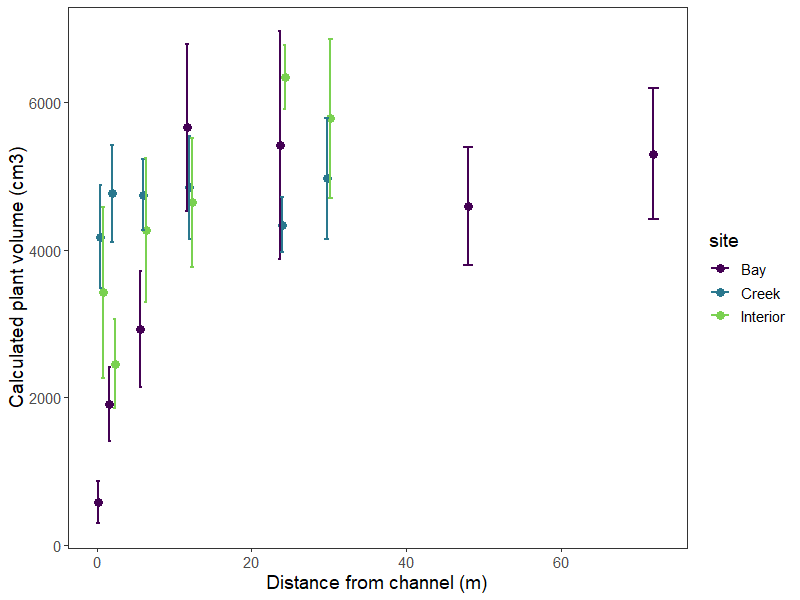 Calculated plant volume (cm3)
6000
4000
2000
0
0 20 40 60
Distance from channel (m)
site
Bay
Creek
Interior